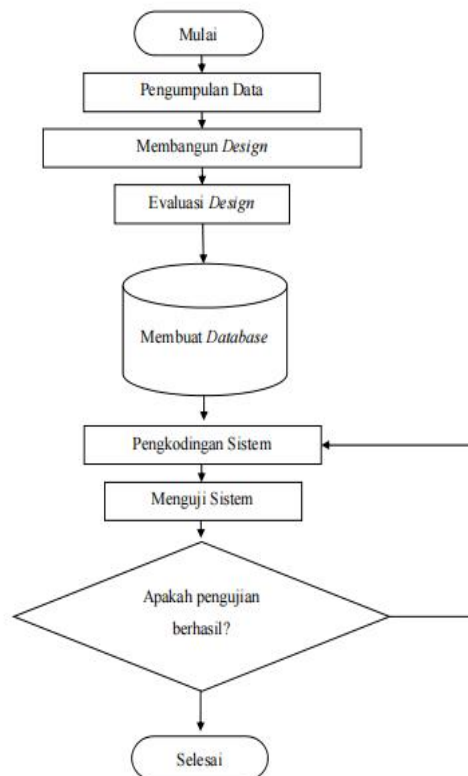 Mulai
Pengumpulan Data
Membangun Design
Evaluasi Design
Membuat Database
Pengkodingan Sistem
Menguji Sistem
Apakah pengujian
berhasil?
Selesai